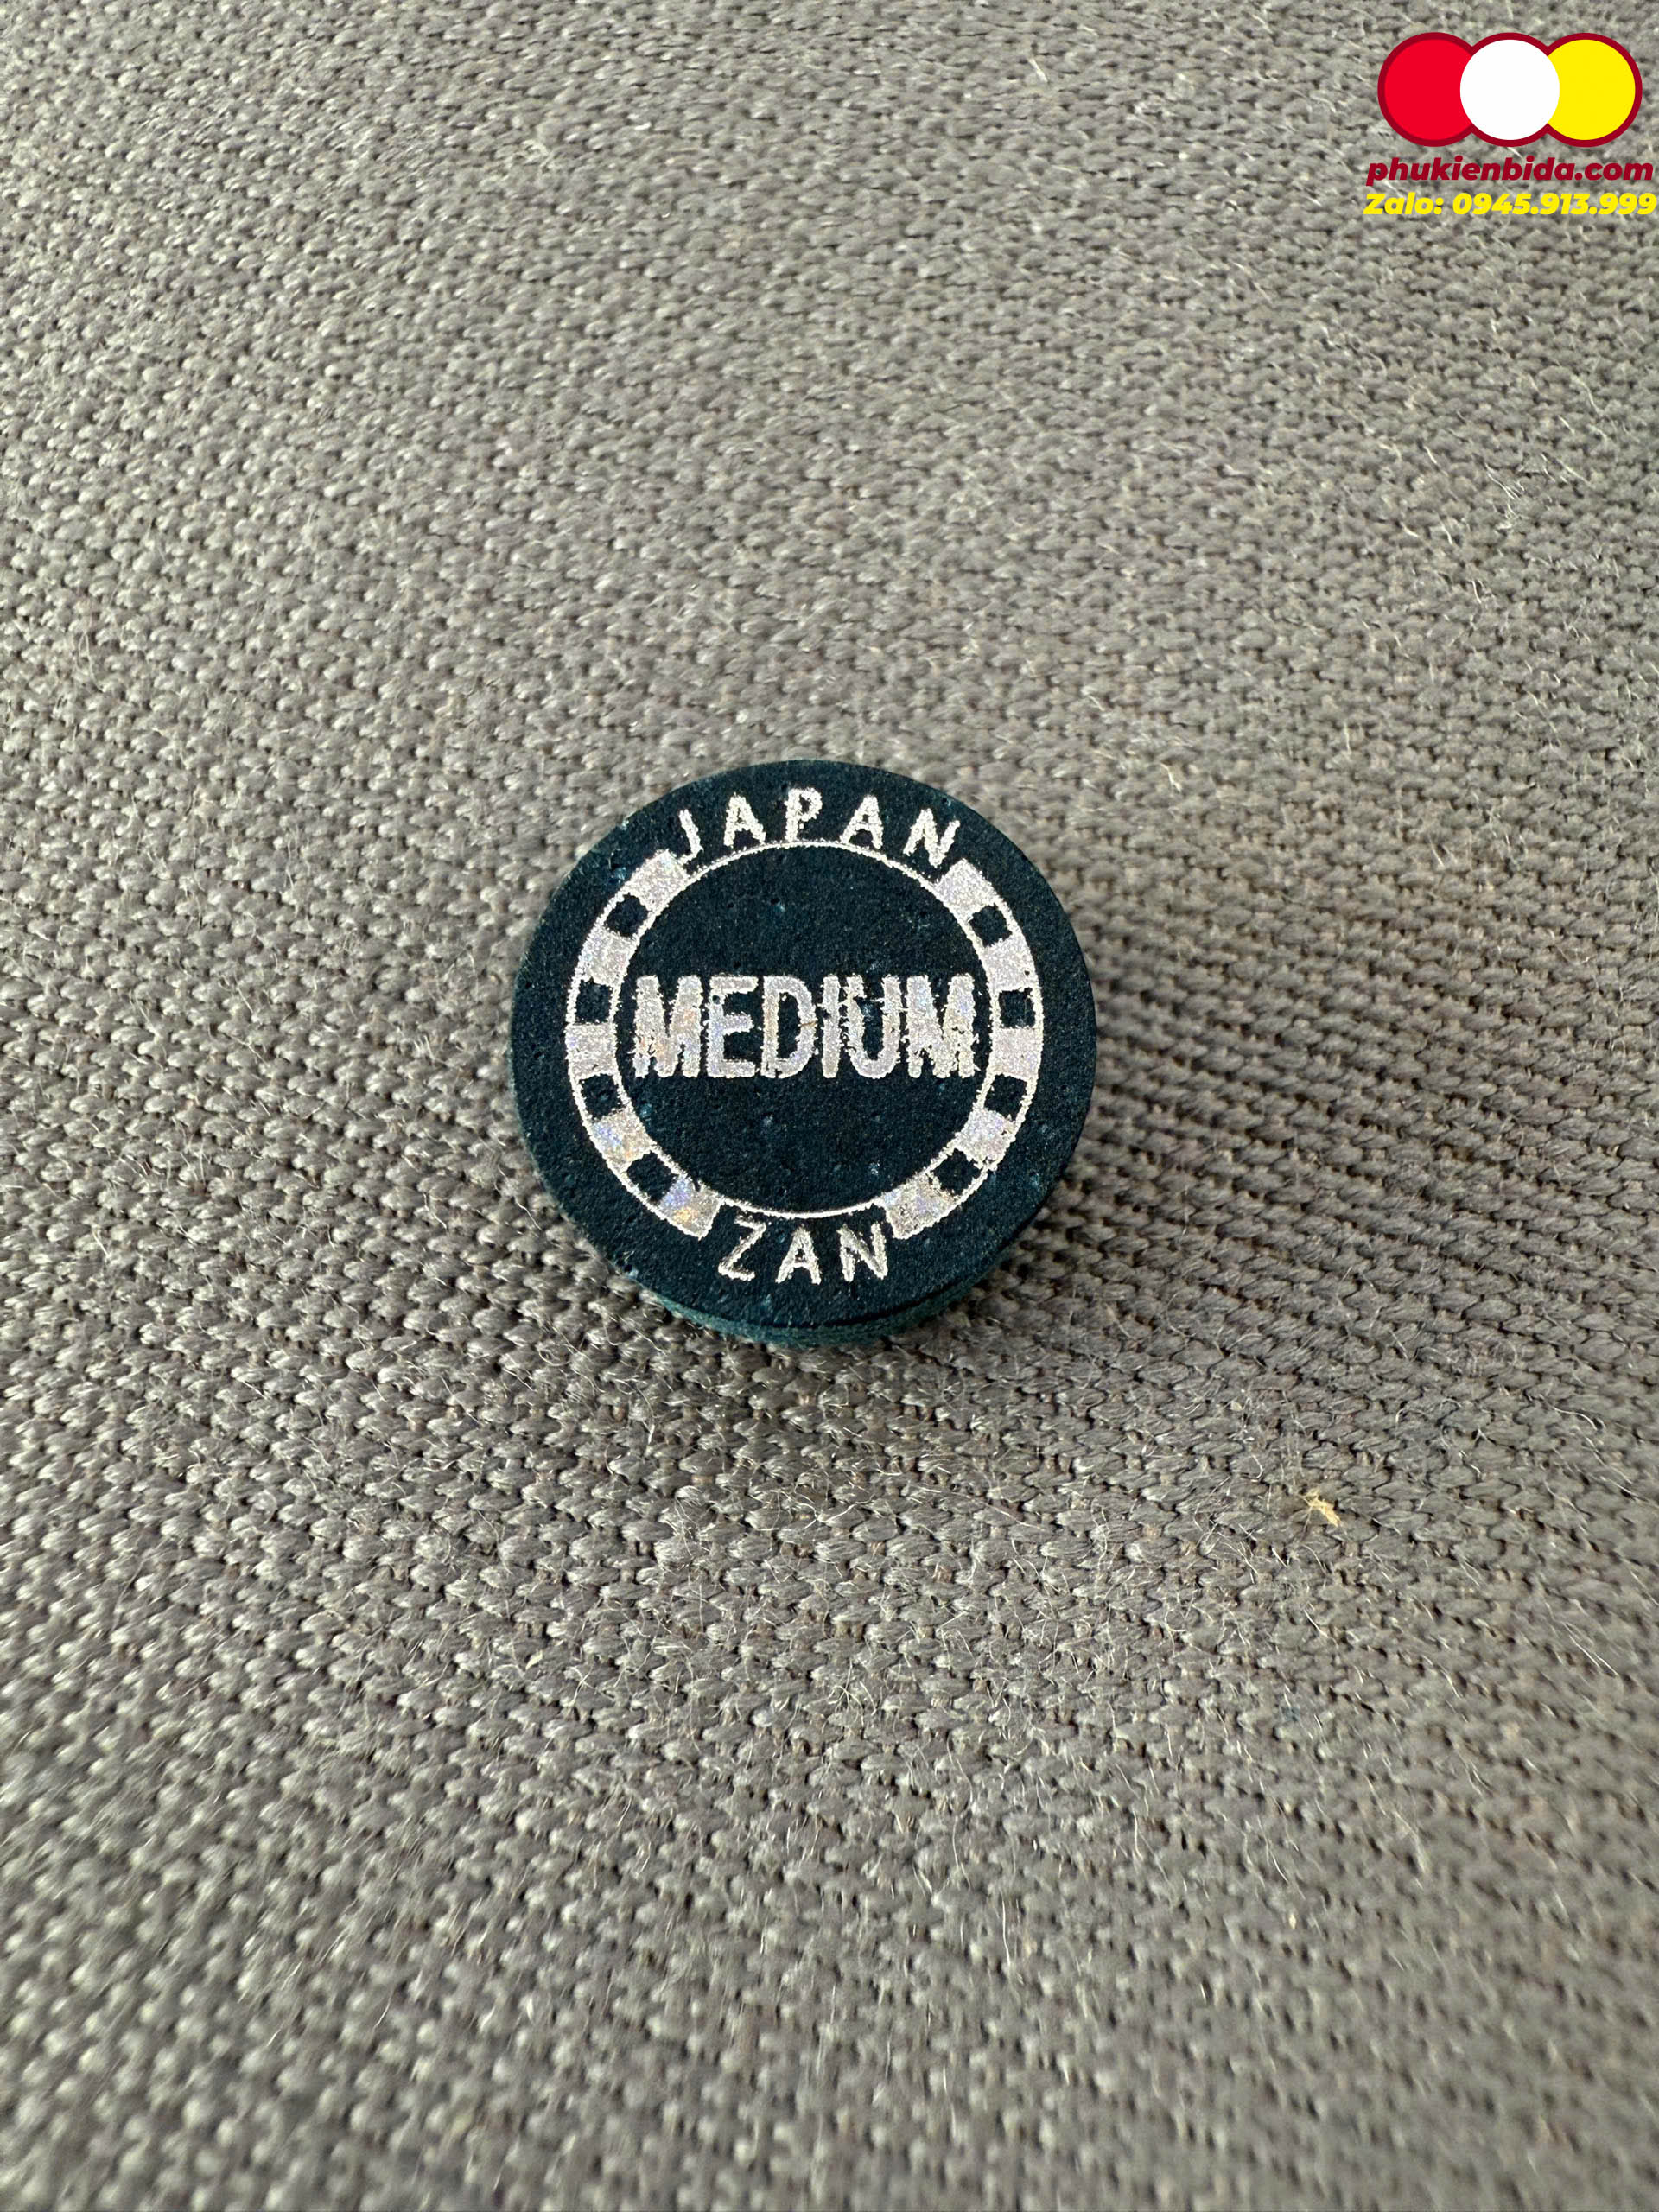 phukienbida.com
Zalo: 0945.913.999
JAPAN
MEDIUM
ZAN